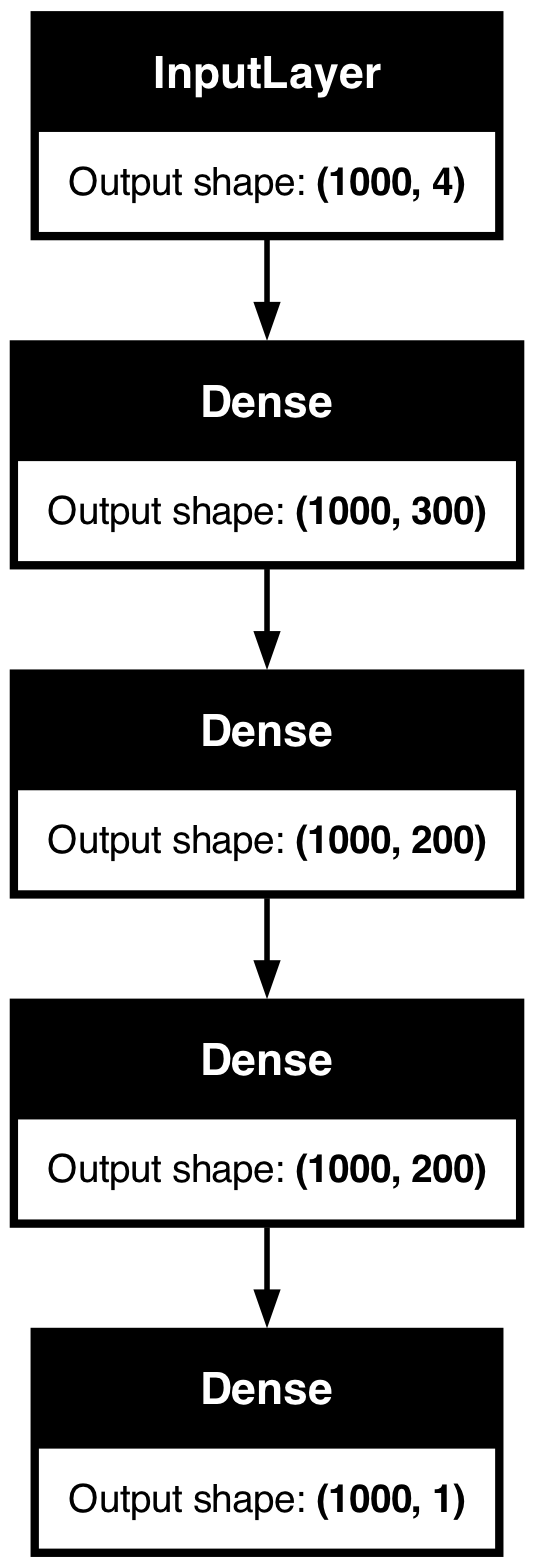 InputLayer
Output shape: (1000, 4)
Dense
Output shape: (1000, 300)
Dense
Output shape: (1000, 200)
Dense
Output shape: (1000, 200)
Dense
Output shape: (1000, 1)